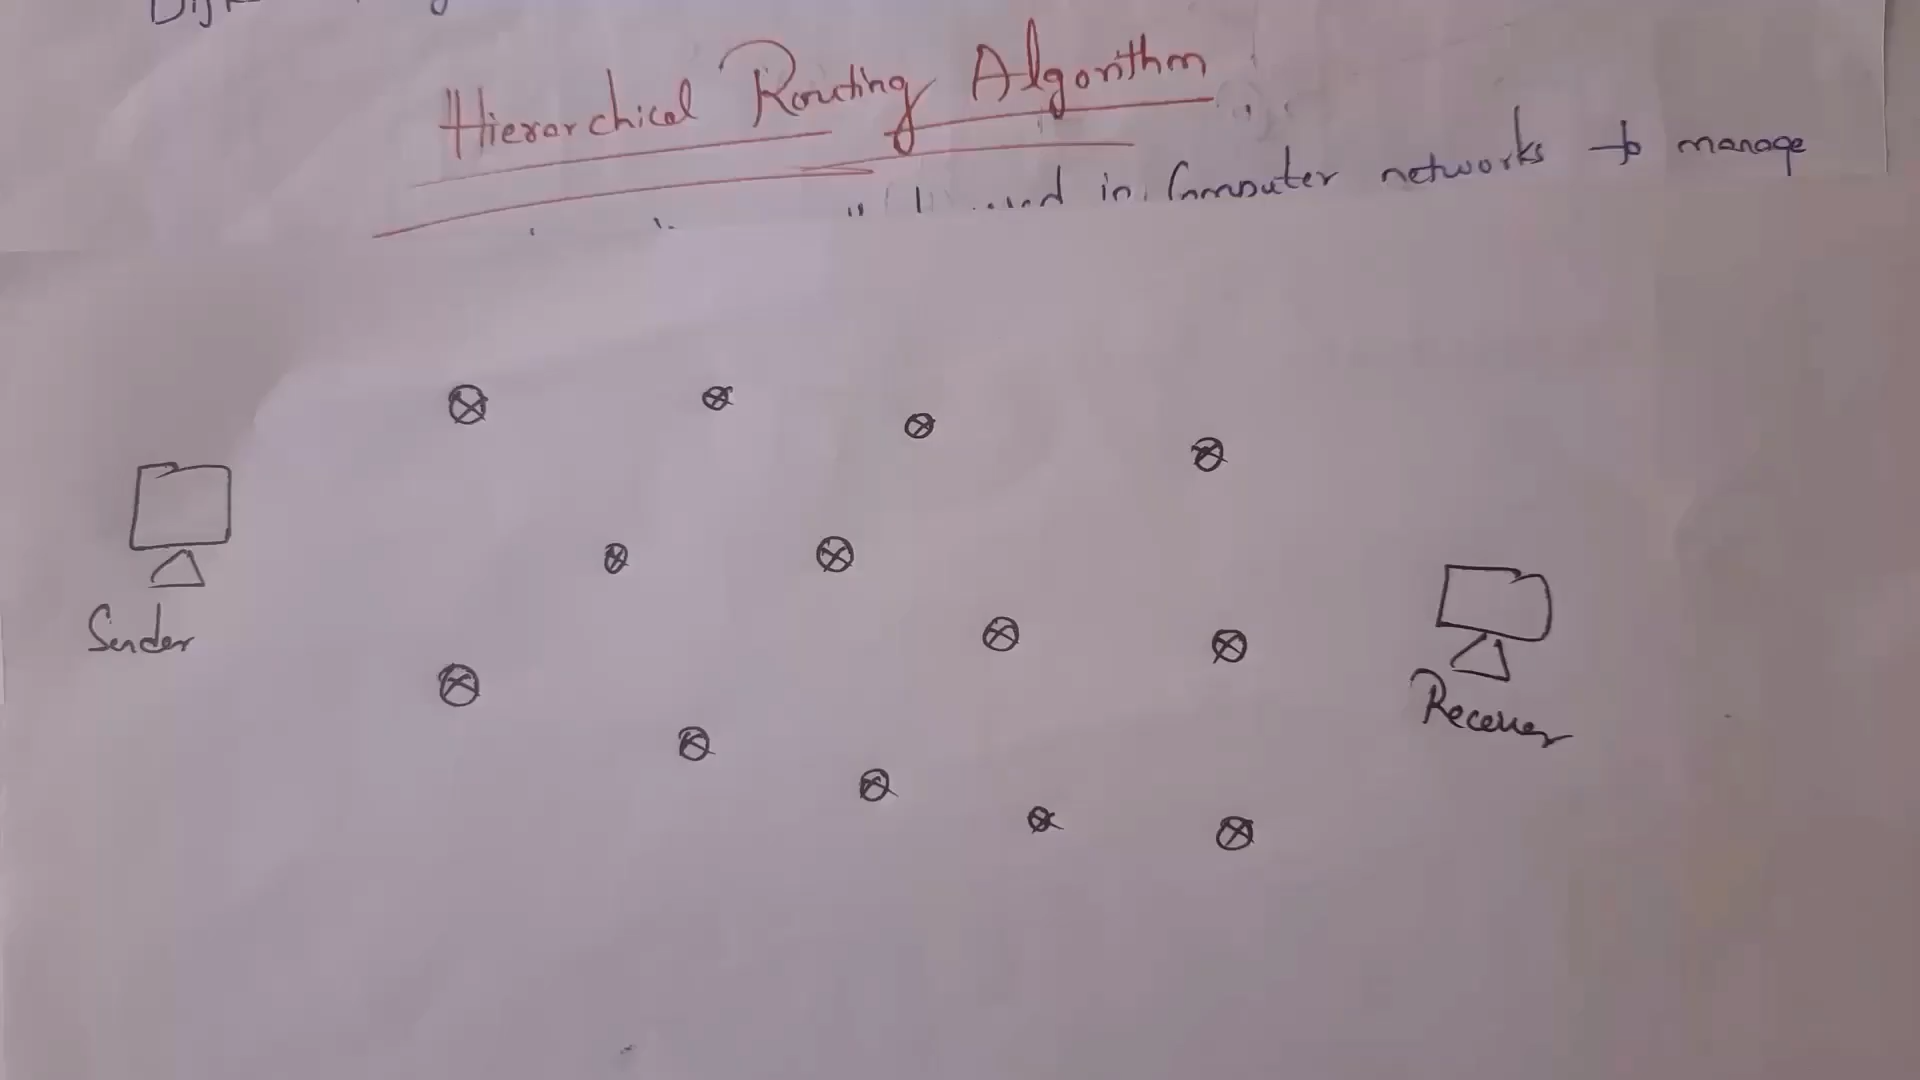 Hierarchical Routing Algorithm
in Computer networks to manage
Sender
Receiver